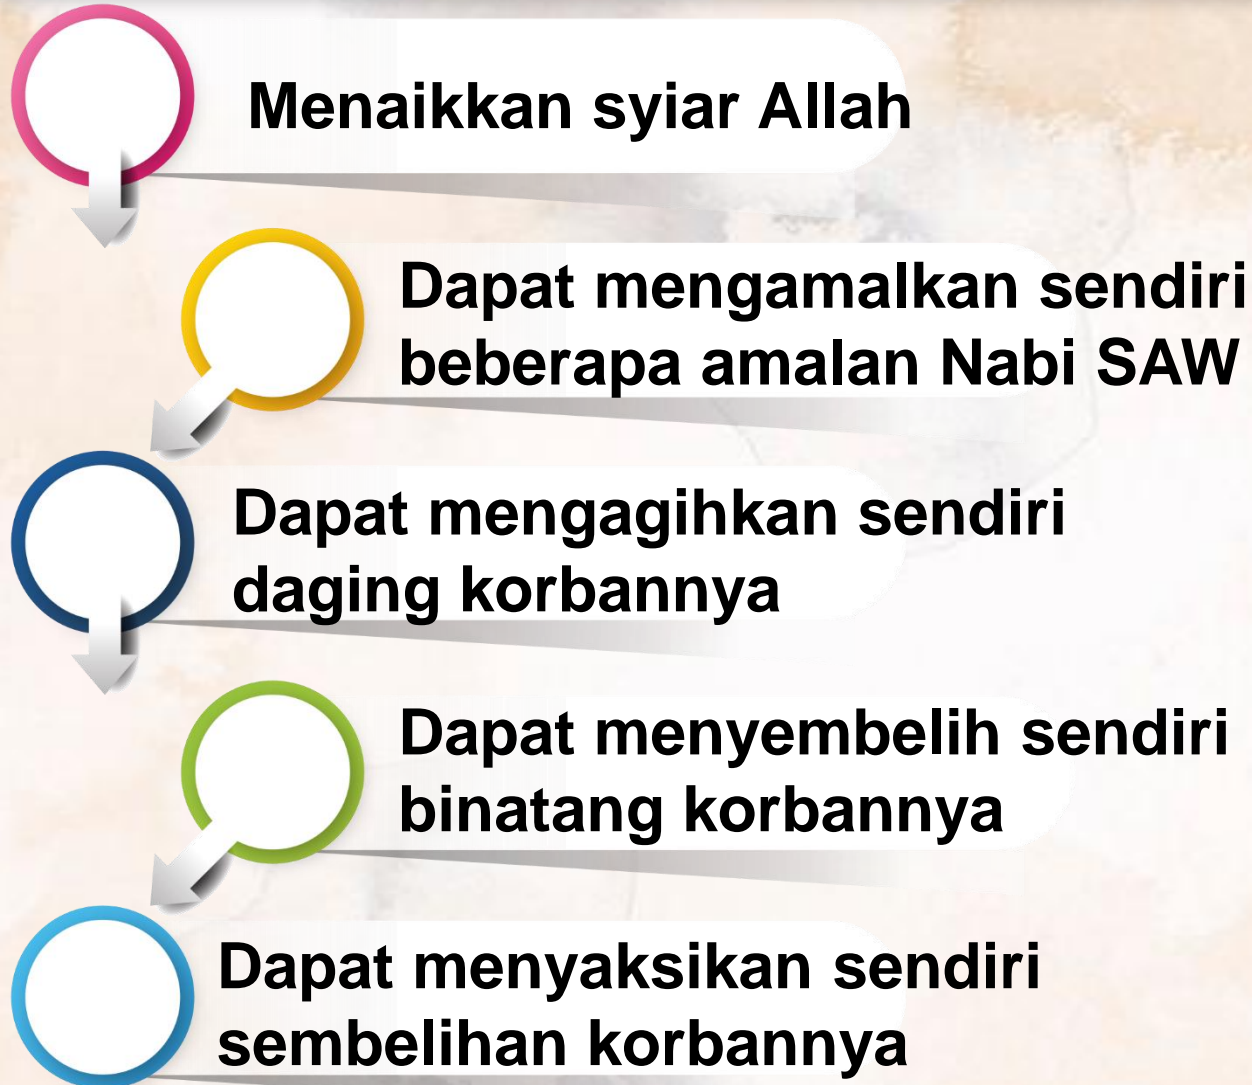 Menaikkan syiar Allah
Dapat mengamalkan sendiri
beberapa amalan Nabi SAW
Dapat mengagihkan sendiri
daging korbannya
Dapat menyembelih sendiri
binatang korbannya
Dapat menyaksikan sendiri
sembelihan korbannya